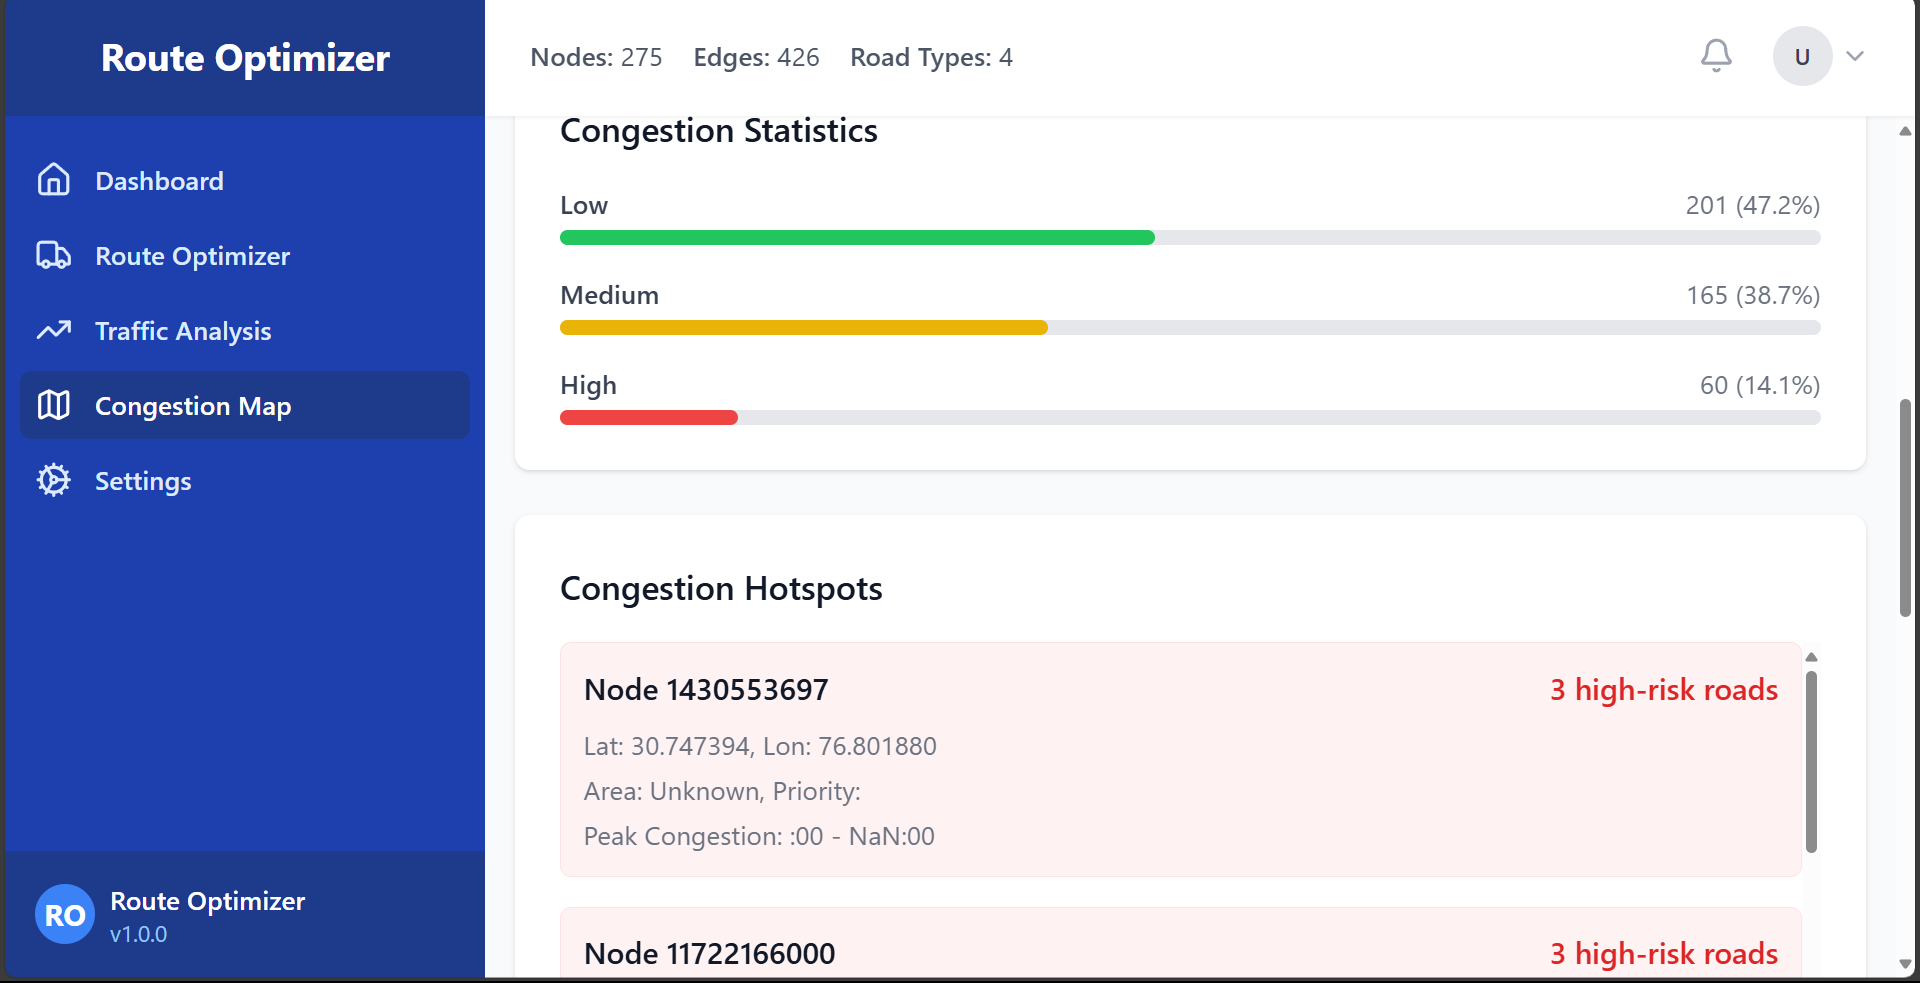 Route Optimizer
Nodes: 275 Edges: 426 Road Types: 4
U
Dashboard
Route Optimizer
Traffic Analysis
Congestion Map
Settings
RO
Route Optimizer
v1.0.0
Congestion Statistics
Low 201 (47.2%)
Medium 165 (38.7%)
High 60 (14.1%)
Congestion Hotspots
Node 1430553697 3 high-risk roads
Lat: 30.747394, Lon: 76.801880
Area: Unknown, Priority:
Peak Congestion: :00 - NaN:00
Node 11722166000 3 high-risk roads